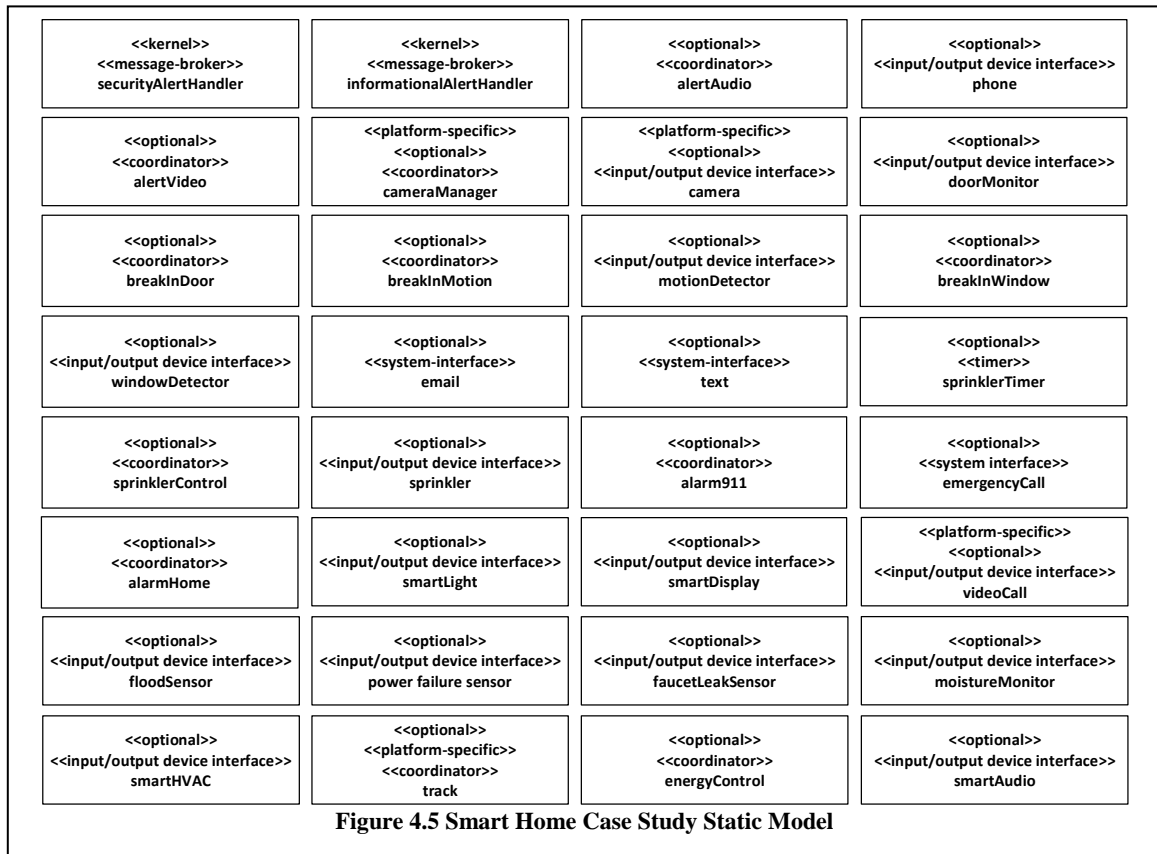 <<kernel>>
<<message-broker>>
securityAlertHandler
<<kernel>>
<<message-broker>>
informationalAlertHandler
<<optional>>
<<coordinator>>
alertAudio
<<optional>>
<<input/output device interface>>
phone
<<optional>>
<<coordinator>>
alertVideo
<<platform-specific>>
<<optional>>
<<coordinator>>
cameraManager
<<platform-specific>>
<<optional>>
<<input/output device interface>>
camera
<<optional>>
<<input/output device interface>>
doorMonitor
<<optional>>
<<coordinator>>
breakInDoor
<<optional>>
<<coordinator>>
breakInMotion
<<optional>>
<<input/output device interface>>
motionDetector
<<optional>>
<<coordinator>>
breakInWindow
<<optional>>
<<input/output device interface>>
windowDetector
<<optional>>
<<system-interface>>
email
<<optional>>
<<system-interface>>
text
<<optional>>
<<timer>>
sprinklerTimer
<<optional>>
<<coordinator>>
sprinklerControl
<<optional>>
<<input/output device interface>>
sprinkler
<<optional>>
<<coordinator>>
alarm911
<<optional>>
<<system interface>>
emergencyCall
<<optional>>
<<coordinator>>
alarmHome
<<optional>>
<<input/output device interface>>
smartLight
<<optional>>
<<input/output device interface>>
smartDisplay
<<platform-specific>>
<<optional>>
<<input/output device interface>>
videoCall
<<optional>>
<<input/output device interface>>
floodSensor
<<optional>>
<<input/output device interface>>
power failure sensor
<<optional>>
<<input/output device interface>>
faucetLeakSensor
<<optional>>
<<input/output device interface>>
moistureMonitor
<<optional>>
<<input/output device interface>>
smartHVAC
<<optional>>
<<platform-specific>>
<<coordinator>>
track
<<optional>>
<<coordinator>>
energyControl
<<optional>>
<<input/output device interface>>
smartAudio
Figure 4.5 Smart Home Case Study Static Model